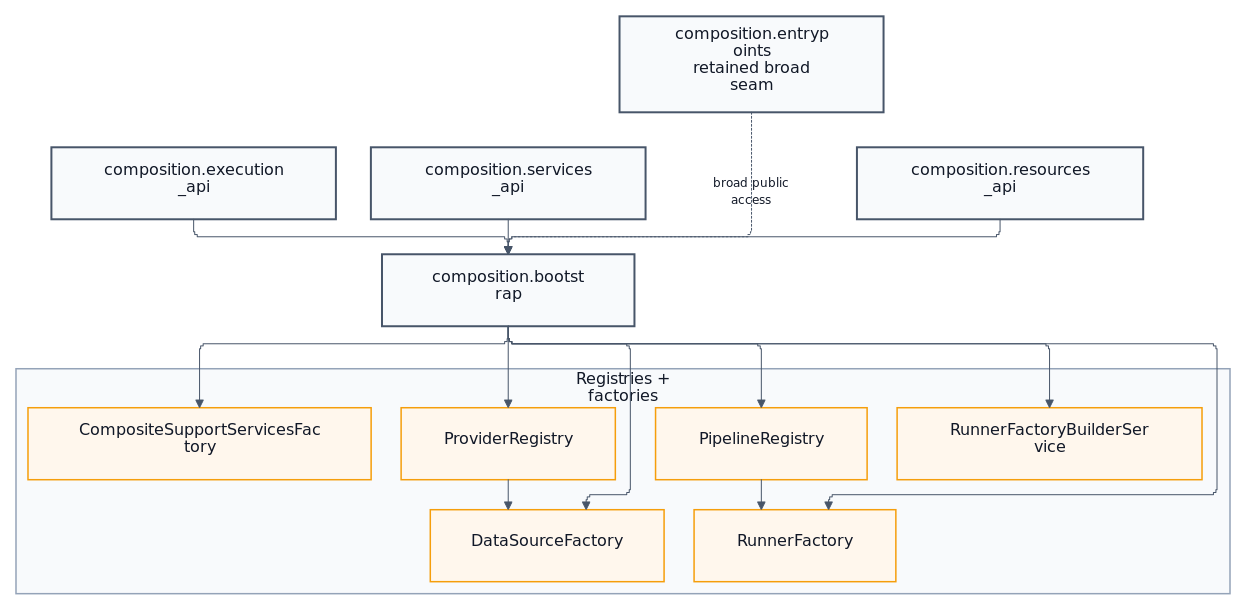 composition.entryp
oints
retained broad
seam
composition.execution
_api
composition.services
_api
composition.resources
_api
broad public
access
composition.bootst
rap
Registries +
factories
CompositeSupportServicesFac
tory
ProviderRegistry
PipelineRegistry
RunnerFactoryBuilderSer
vice
DataSourceFactory
RunnerFactory